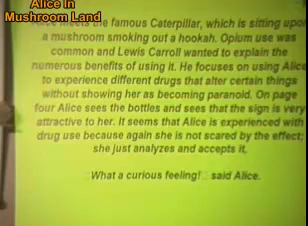 Alice In
Mushroom Land
Alice meets the famous Caterpillar, which is sitting upon
a mushroom smoking out a hookah. Opium use was
common and Lewis Carroll wanted to explain the
numerous benefits of using it. He focuses on using Alice
to experience different drugs that alter certain things
without showing her as becoming paranoid. On page
four Alice sees the bottles and sees that the sign is very
attractive to her. It seems that Alice is experienced with
drug use because again she is not scared by the effect;
she just analyzes and accepts it,
What a curious feeling! said Alice.